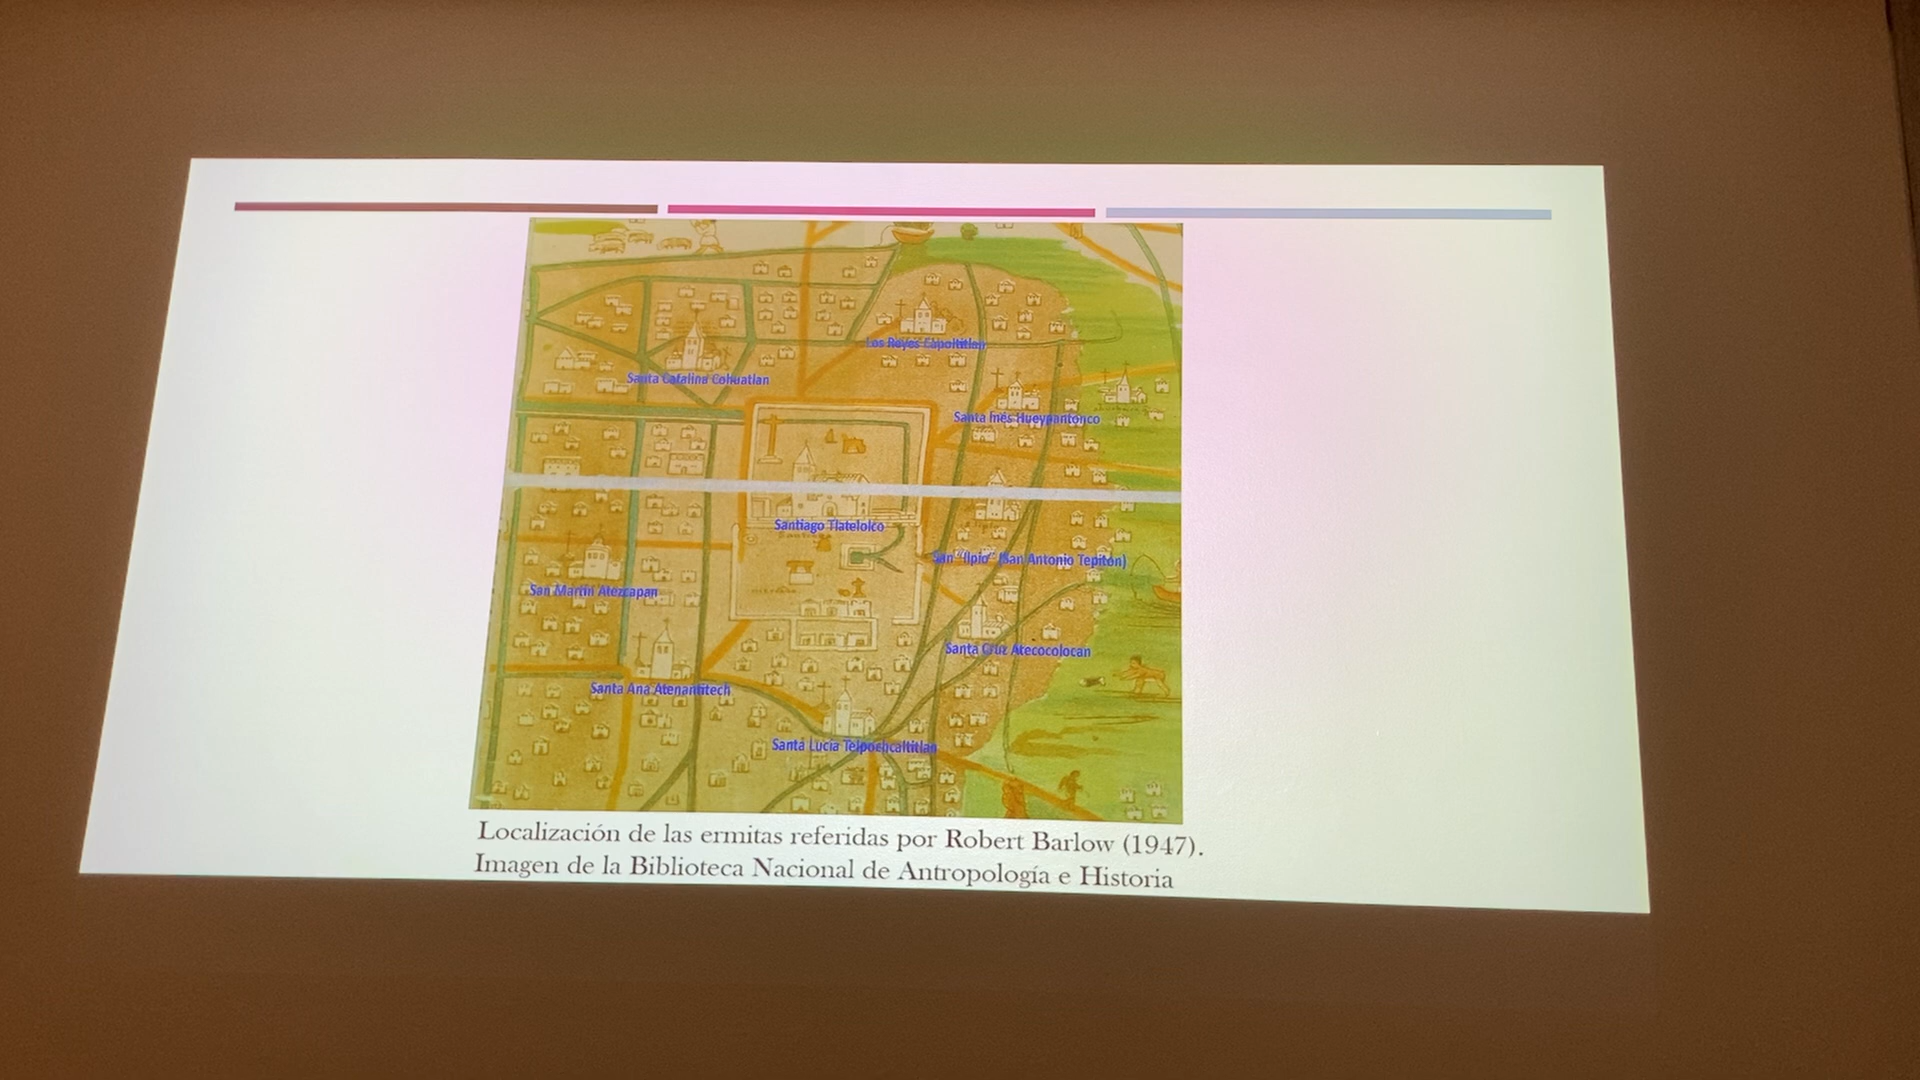 Los Reyes Capoltitlan
Santa Catalina Cohuatlan
Santa Inés Hueypantonco
Santiago Tlatelolco
San "Ilpio" (San Antonio Tepiton)
San Martín Atezcapan
Santa Cruz Atecocolocan
Santa Ana Atenantitech
Santa Lucía Telpochcaltitlan
Localización de las ermitas referidas por Robert Barlow (1947).
Imagen de la Biblioteca Nacional de Antropología e Historia